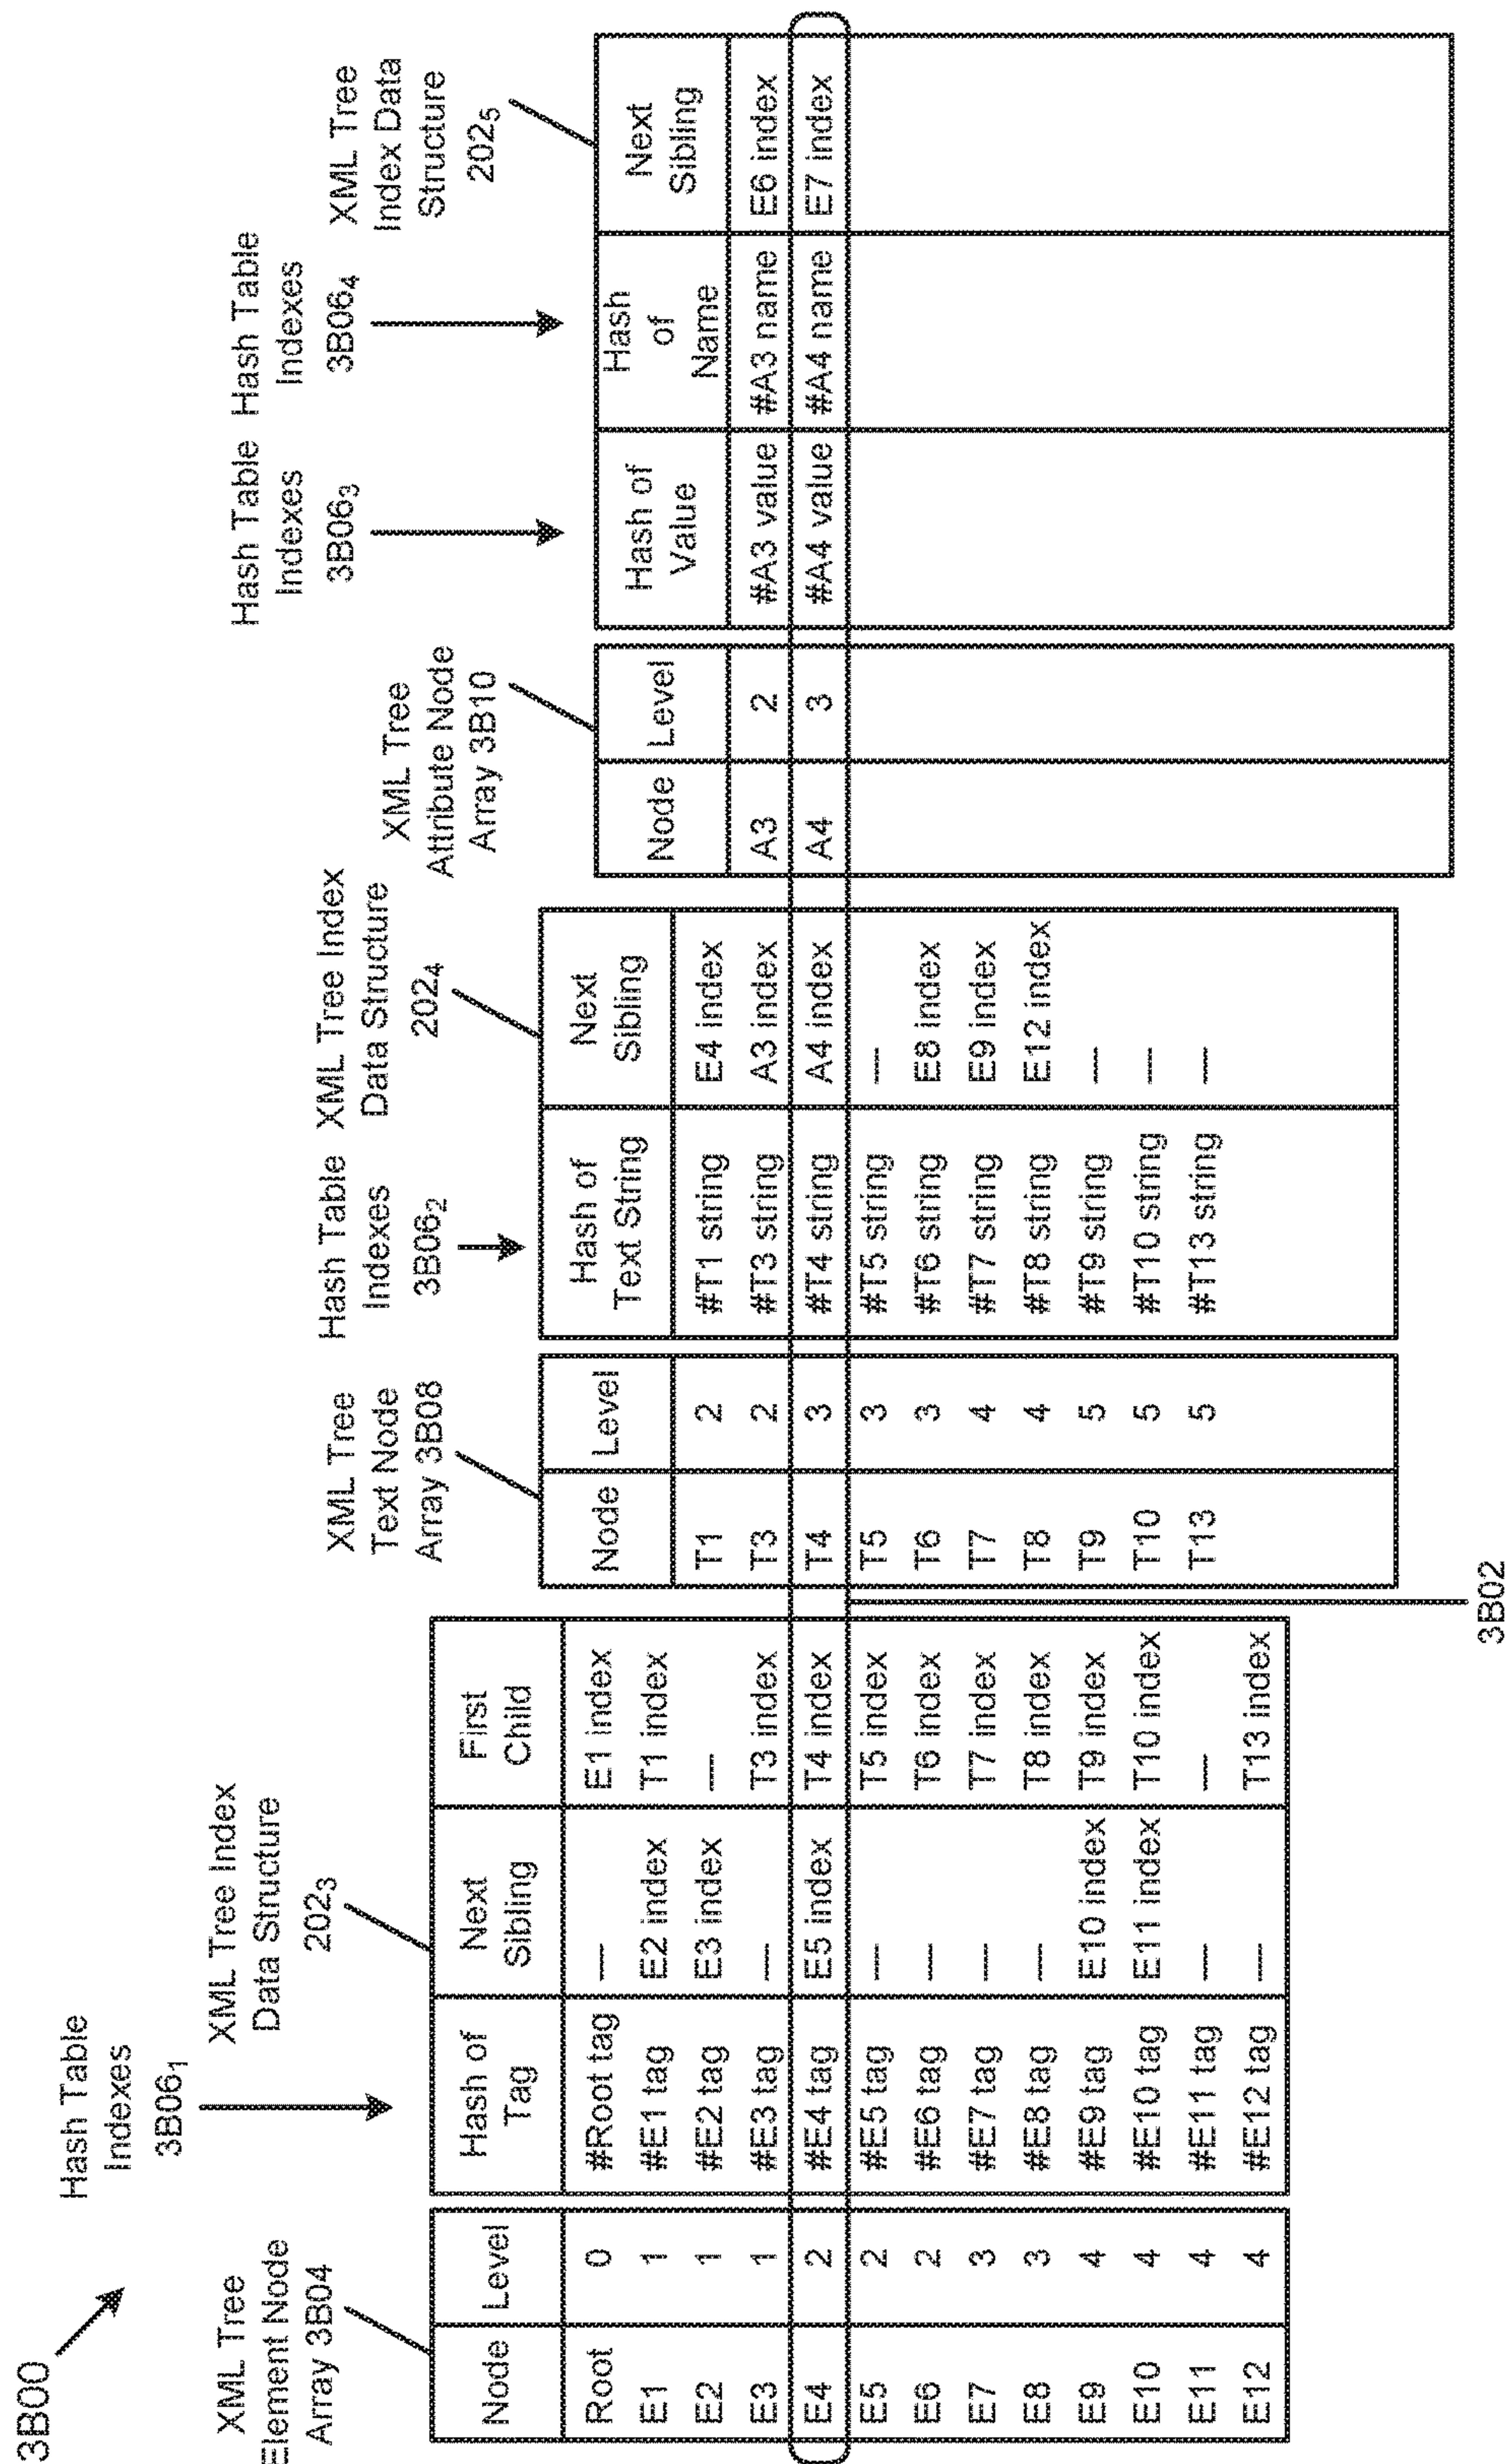 3B00
Hash Table
Indexes
3B06₁
XML Tree
Element Node
Array 3B04
XML Tree Index
Data Structure
202₃
Node Level
Hash of Tag Next Sibling First Child
Root 0 #Root tag — E1 index
E1 1 #E1 tag E2 index T1 index
E2 1 #E2 tag E3 index —
E3 1 #E3 tag — T3 index
E4 2 #E4 tag E5 index T4 index
E5 2 #E5 tag — T5 index
E6 2 #E6 tag — T6 index
E7 3 #E7 tag — T7 index
E8 3 #E8 tag — T8 index
E9 4 #E9 tag E10 index T9 index
E10 4 #E10 tag E11 index T10 index
E11 4 #E11 tag — —
E12 4 #E12 tag — T13 index
3B02
XML Tree
Text Node
Array 3B08
Hash Table
Indexes
3B06₂
XML Tree Index
Data Structure
202₄
Node Level
Hash of Text String Next Sibling
T1 2 #T1 string E4 index
T3 2 #T3 string A3 index
T4 3 #T4 string A4 index
T5 3 #T5 string —
T6 3 #T6 string E8 index
T7 4 #T7 string E9 index
T8 4 #T8 string E12 index
T9 5 #T9 string —
T10 5 #T10 string —
T13 5 #T13 string —
XML Tree
Attribute Node
Array 3B10
Hash Table
Indexes
3B06₃
Hash Table
Indexes
3B06₄
XML Tree
Index Data
Structure
202₅
Node Level
Hash of Value Hash of Name Next Sibling
A3 2 #A3 value #A3 name E6 index
A4 3 #A4 value #A4 name E7 index